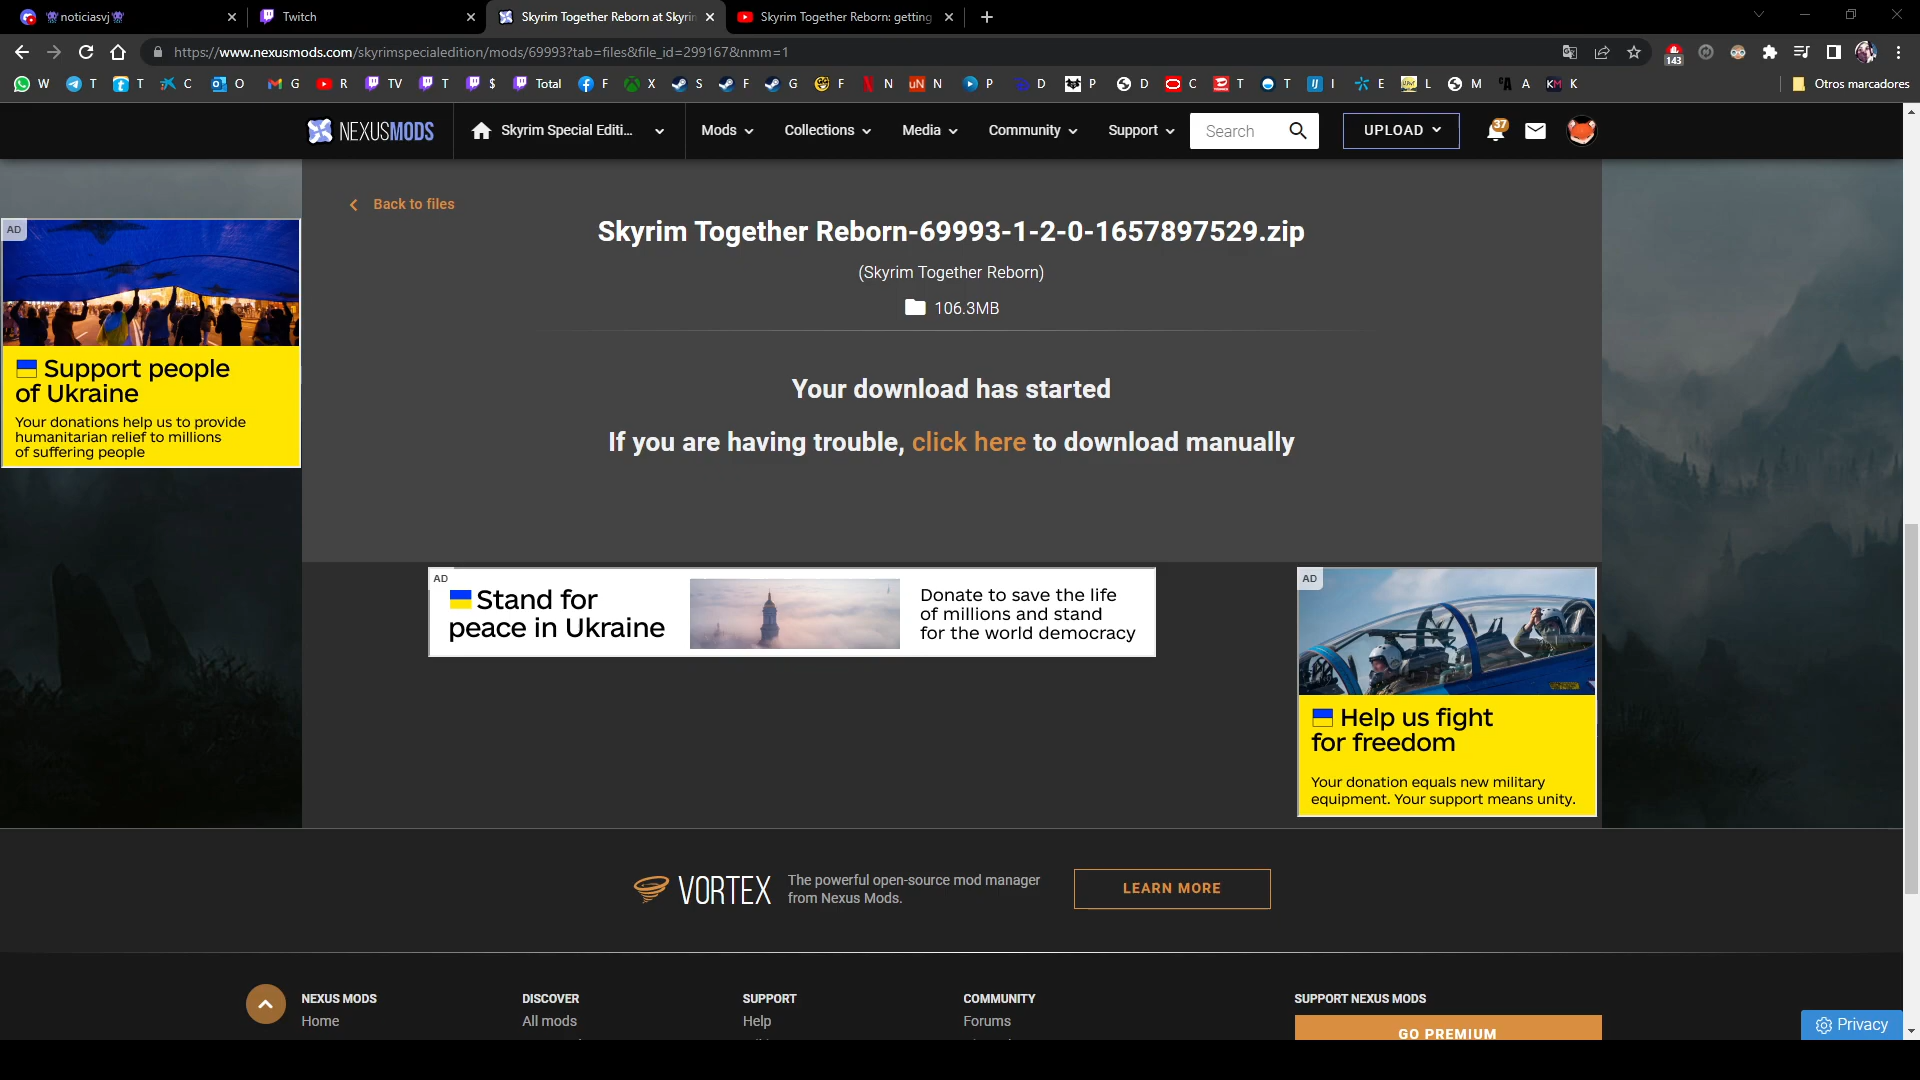 noticiasvj
Twitch
Skyrim Together Reborn at Skyrim
Skyrim Together Reborn: getting
https://www.nexusmods.com/skyrimspecialedition/mods/69993?tab=files&file_id=299167&nmm=1
143
W T T C O G R TV T $ Total F X S F G F N N P D P D C T T I E L M A K
Otros marcadores
NEXUSMODS
Skyrim Special Editi...
Mods
Collections
Media
Community
Support
Search
UPLOAD
37
Back to files
Skyrim Together Reborn-69993-1-2-0-1657897529.zip
(Skyrim Together Reborn)
106.3MB
Your download has started
If you are having trouble, click here to download manually
AD
Support people
of Ukraine
Your donations help us to provide
humanitarian relief to millions
of suffering people
AD
Stand for
peace in Ukraine
Donate to save the life
of millions and stand
for the world democracy
AD
Help us fight
for freedom
Your donation equals new military
equipment. Your support means unity.
VORTEX
The powerful open-source mod manager
from Nexus Mods.
LEARN MORE
NEXUS MODS
Home
DISCOVER
All mods
SUPPORT
Help
COMMUNITY
Forums
SUPPORT NEXUS MODS
GO PREMIUM
Privacy